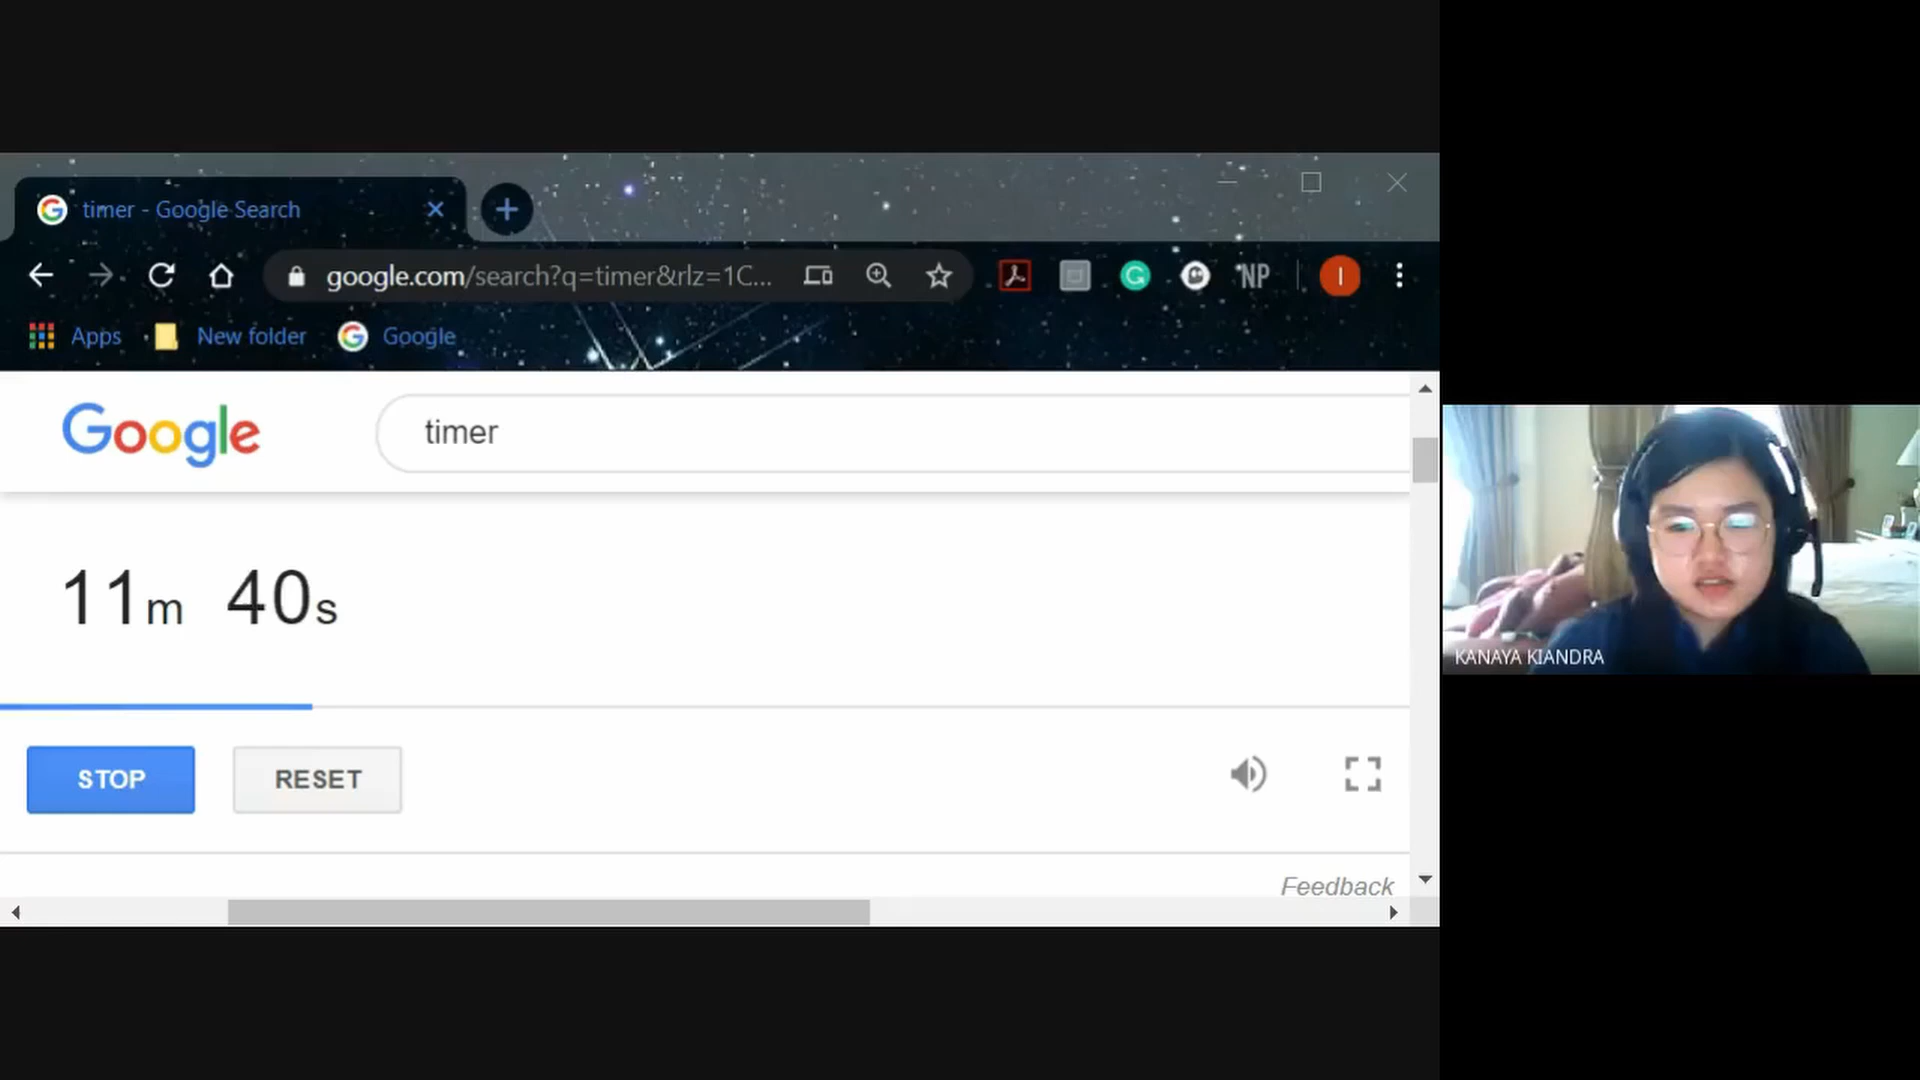 timer - Google Search
google.com/search?q=timer&rlz=1C...
NP
I
Apps
New folder
Google
Google
timer
11m 40s
STOP
RESET
Feedback
KANAYA KIANDRA